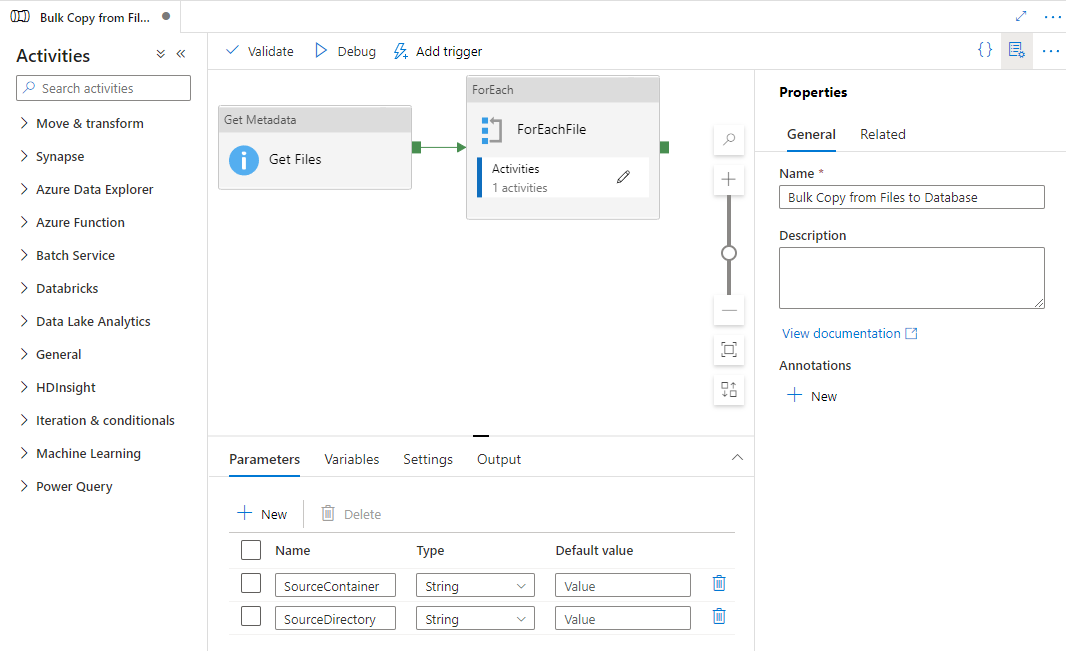 Bulk Copy from Fil...
Activities
Search activities
Move & transform
Synapse
Azure Data Explorer
Azure Function
Batch Service
Databricks
Data Lake Analytics
General
HDInsight
Iteration & conditionals
Machine Learning
Power Query
Validate
Debug
Add trigger
{}
Get Metadata
Get Files
ForEach
ForEachFile
Activities
1 activities
Parameters
Variables
Settings
Output
New
Delete
Name
Type
Default value
SourceContainer
String
Value
SourceDirectory
String
Value
Properties
General
Related
Name *
Bulk Copy from Files to Database
Description
View documentation
Annotations
New